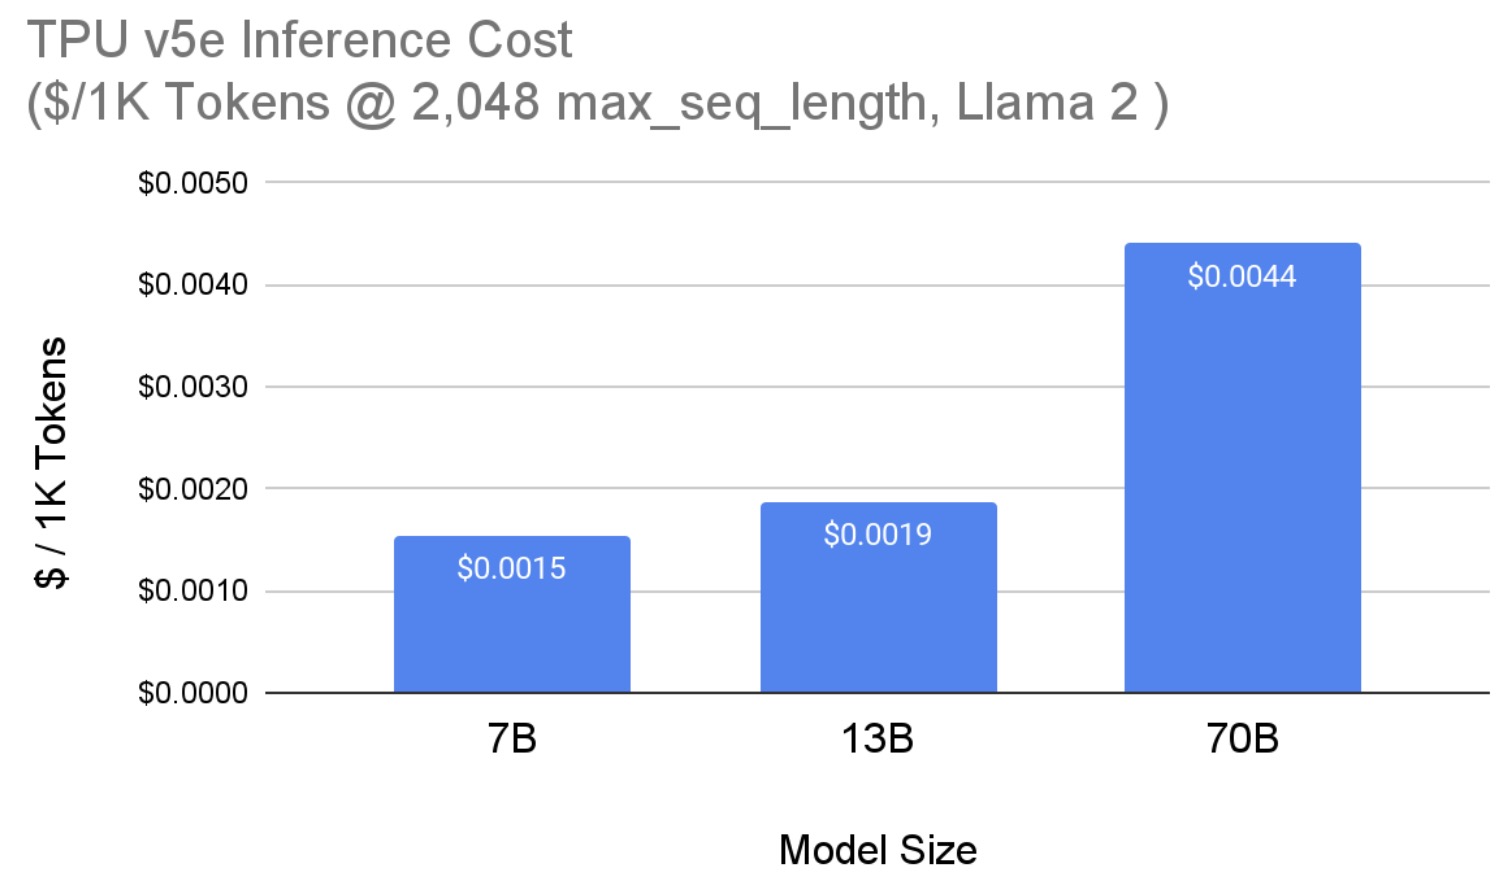 TPU v5e Inference Cost
($/1K Tokens @ 2,048 max_seq_length, Llama 2 )
$0.0050
$0.0040
$0.0030
$0.0020
$0.0010
$0.0000
$ / 1K Tokens
$0.0015
$0.0019
$0.0044
7B
13B
70B
Model Size